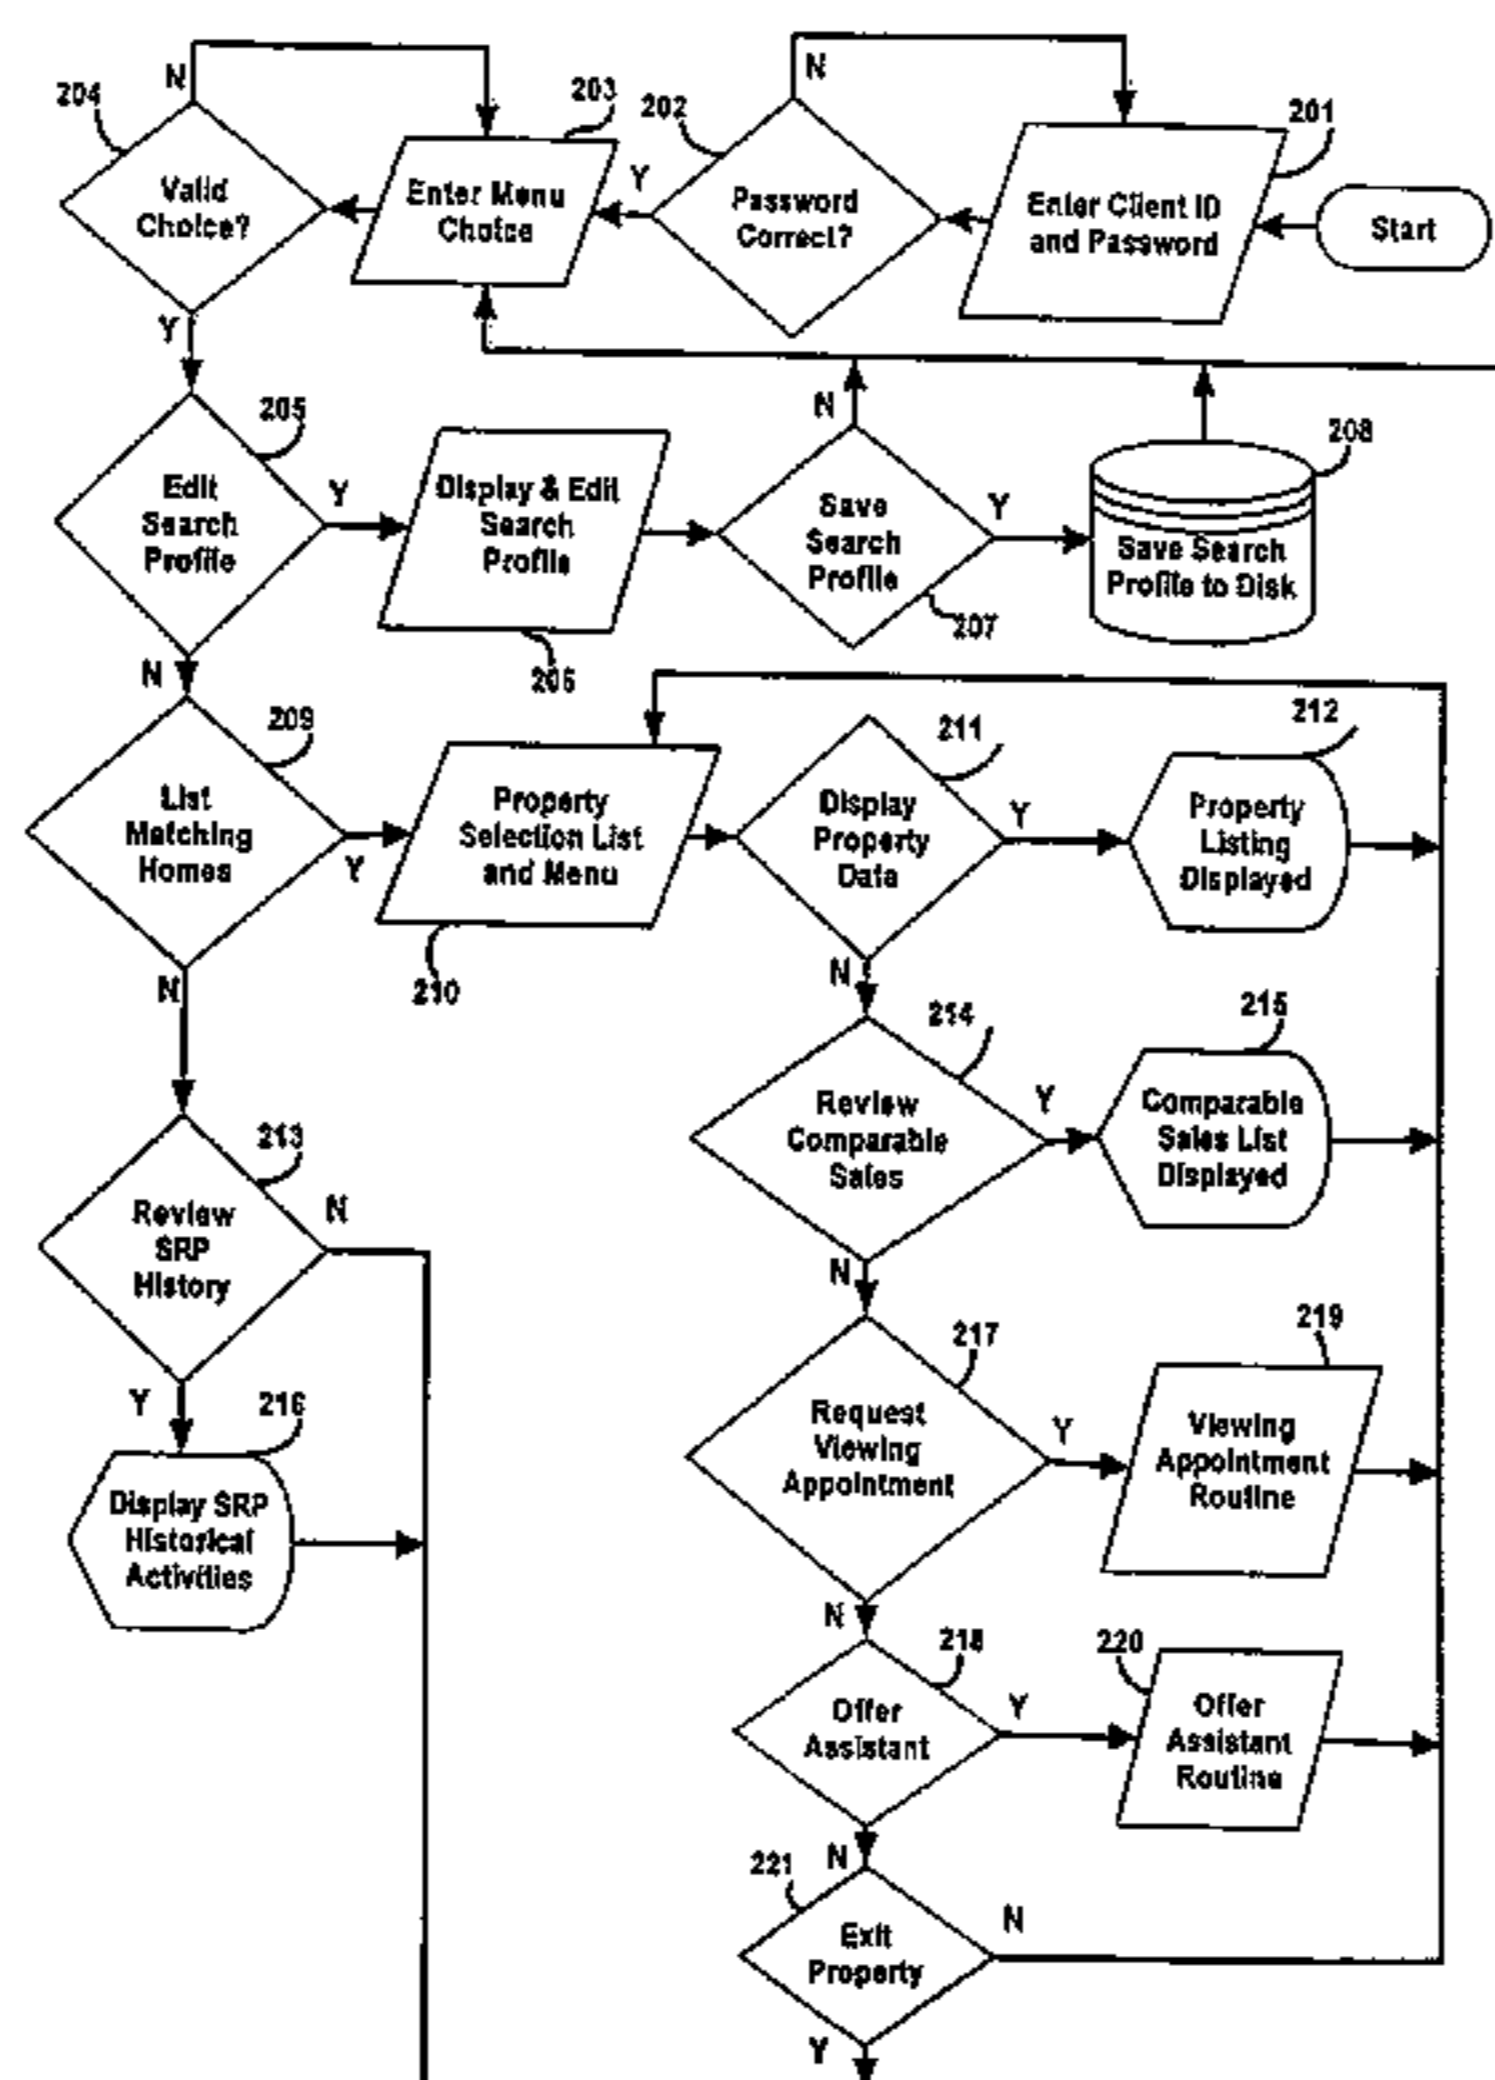 N
N
204
203
202
201
Valid
Choice?
Enter Menu
Choice
Y
Password
Correct?
Enter Client ID
and Password
Start
Y
205
208
Edit
Search
Profile
Y
Display & Edit
Search
Profile
N
Save
Search
Profile
Y
Save Search
Profile to Disk
207
206
N
209
211
212
List
Matching
Homes
Y
Property
Selection List
and Menu
Display
Property
Data
Y
Property
Listing
Displayed
N
210
N
214
215
213
Review
Comparable
Sales
Y
Comparable
Sales List
Displayed
Review
SRP
History
N
N
217
219
Y
216
Request
Viewing
Appointment
Y
Viewing
Appointment
Routine
Display SRP
Historical
Activities
N
218
220
Offer
Assistant
Y
Offer
Assistant
Routine
221
N
Exit
Property
N
Y